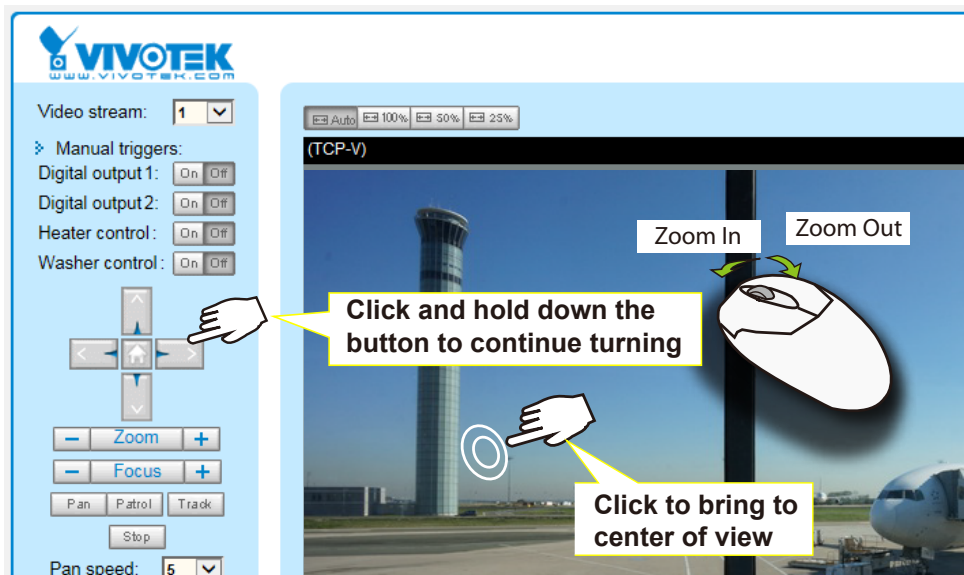 VIVOTEK
www.vivotek.com
Video stream: 1
Manual triggers:
Digital output 1: On Off
Digital output 2: On Off
Heater control : On Off
Washer control : On Off
− Zoom +
− Focus +
Pan Patrol Track
Stop
Pan speed: 5
Auto 100% 50% 25%
(TCP-V)
Zoom In
Zoom Out
Click and hold down the
button to continue turning
Click to bring to
center of view